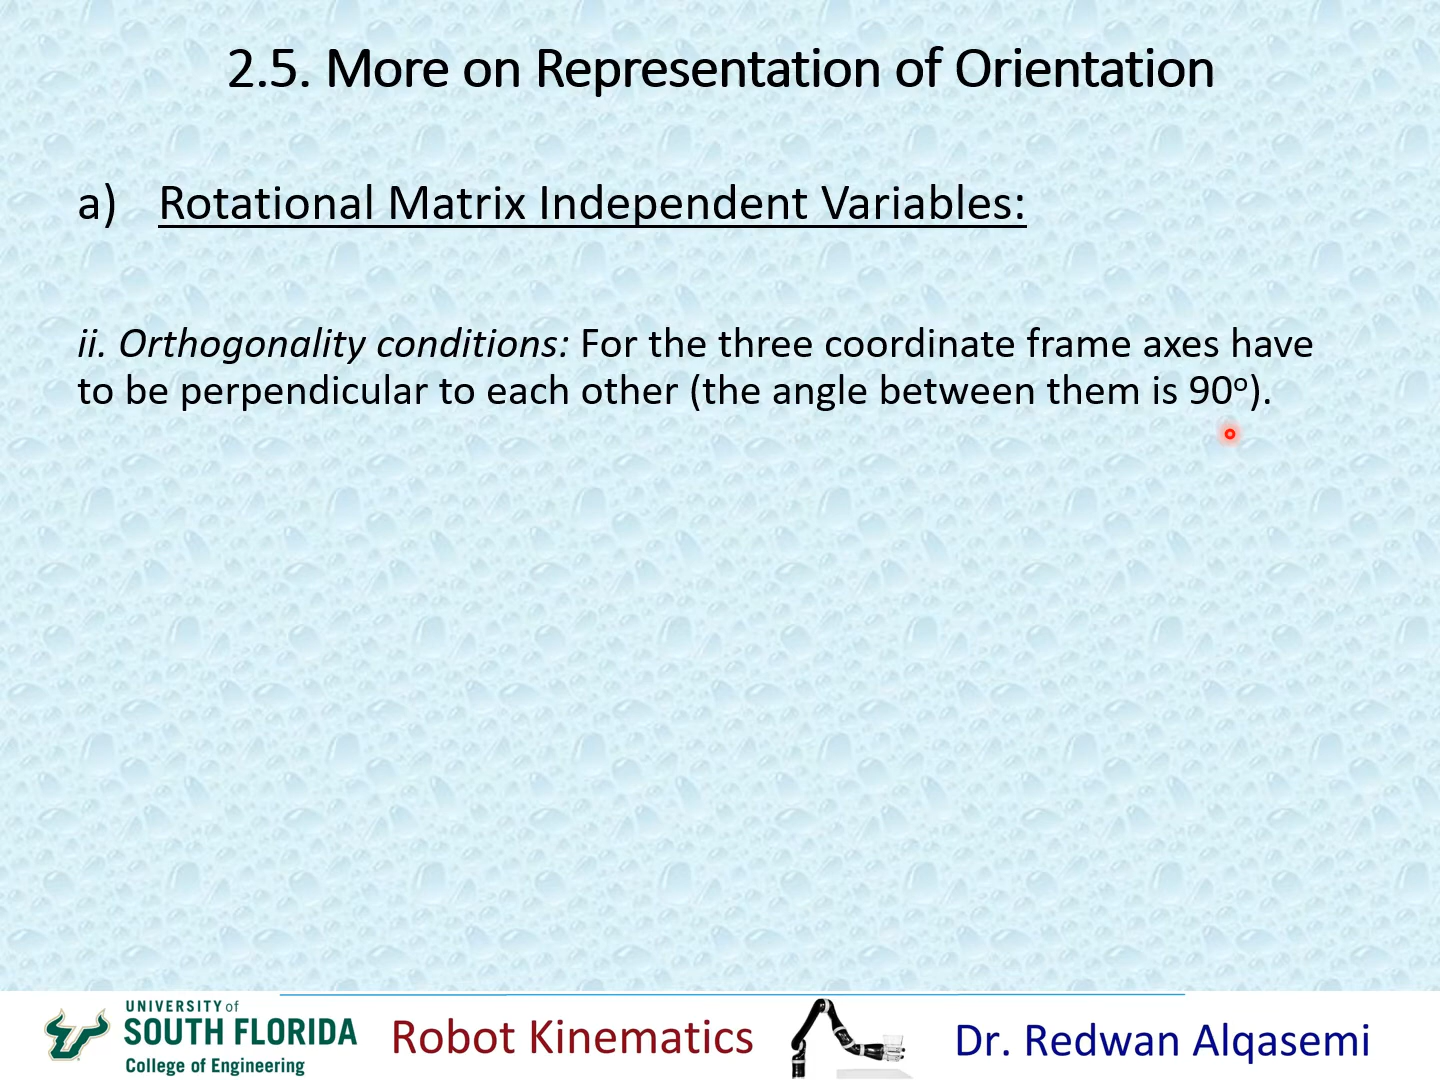 2.5. More on Representation of Orientation
a) Rotational Matrix Independent Variables:
ii. Orthogonality conditions: For the three coordinate frame axes have
to be perpendicular to each other (the angle between them is 90º).
UNIVERSITY of
SOUTH FLORIDA
College of Engineering
Robot Kinematics
Dr. Redwan Alqasemi